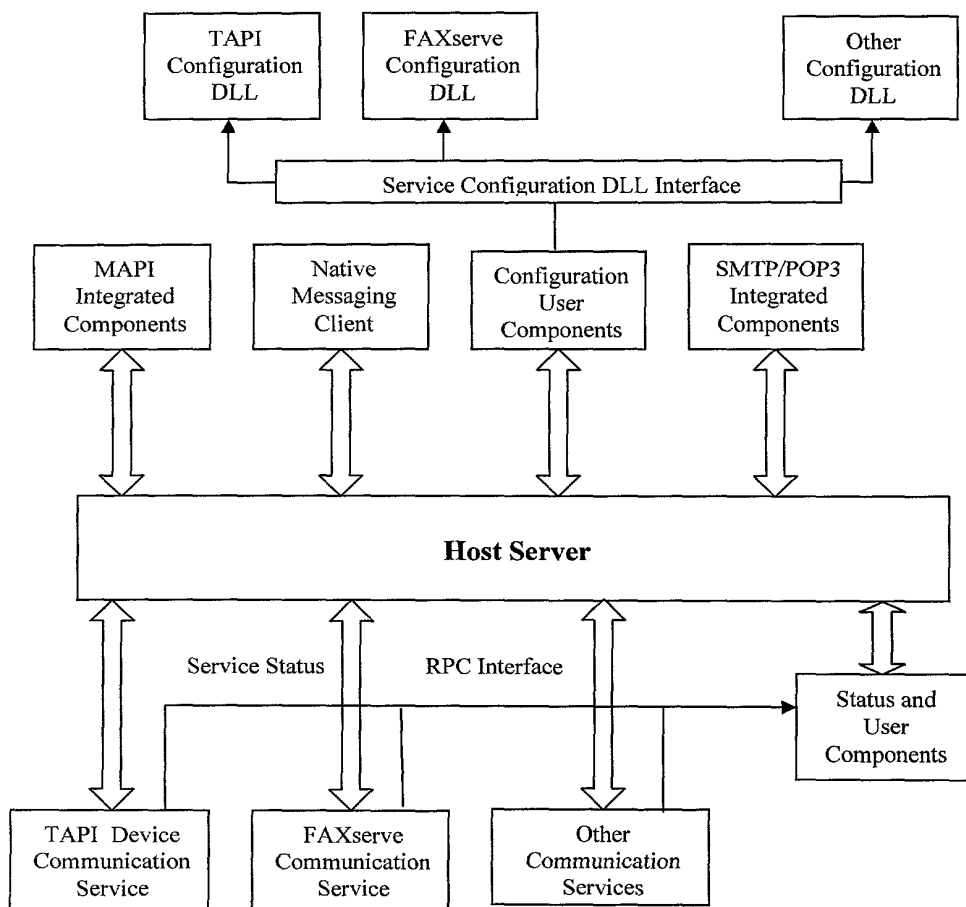 TAPI
Configuration
DLL
FAXserve
Configuration
DLL
Other
Configuration
DLL
Service Configuration DLL Interface
MAPI
Integrated
Components
Native
Messaging
Client
Configuration
User
Components
SMTP/POP3
Integrated
Components
Host Server
Service Status
RPC Interface
Status and
User
Components
TAPI Device
Communication
Service
FAXserve
Communication
Service
Other
Communication
Services